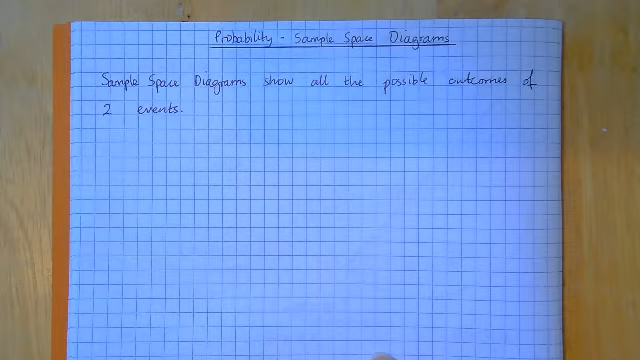 Probability - Sample Space Diagrams
Sample Space Diagrams show all the possible outcomes of
2 events.